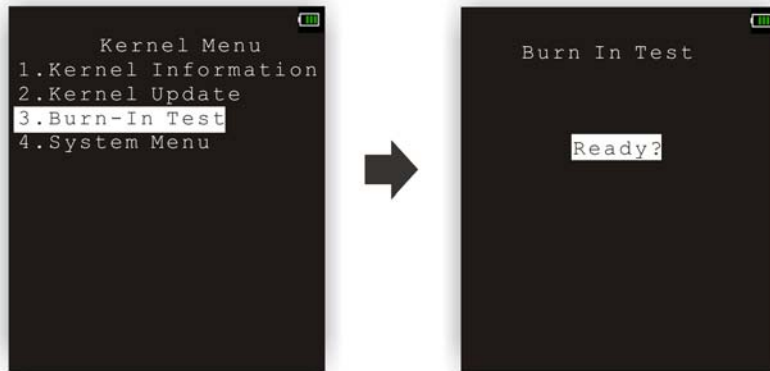 Kernel Menu
1.Kernel Information
2.Kernel Update
3.Burn-In Test
4.System Menu
Burn In Test
Ready?